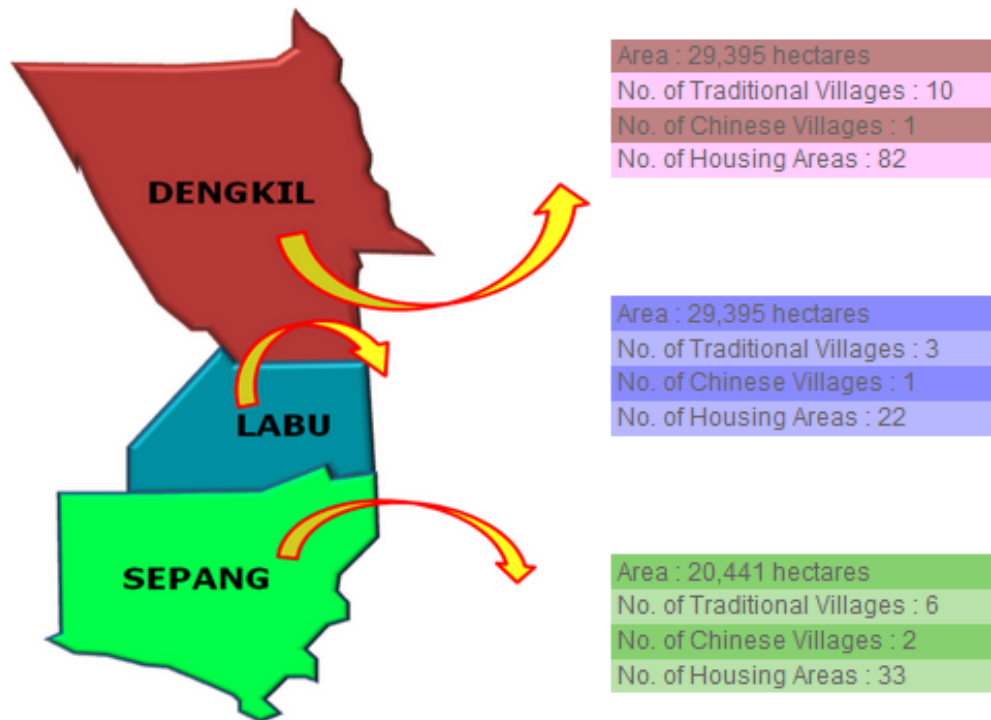 Area : 29,395 hectares
No. of Traditional Villages : 10
No. of Chinese Villages : 1
No. of Housing Areas : 82
DENGKIL
Area : 29,395 hectares
No. of Traditional Villages : 3
No. of Chinese Villages : 1
No. of Housing Areas : 22
LABU
Area : 20,441 hectares
No. of Traditional Villages : 6
No. of Chinese Villages : 2
No. of Housing Areas : 33
SEPANG